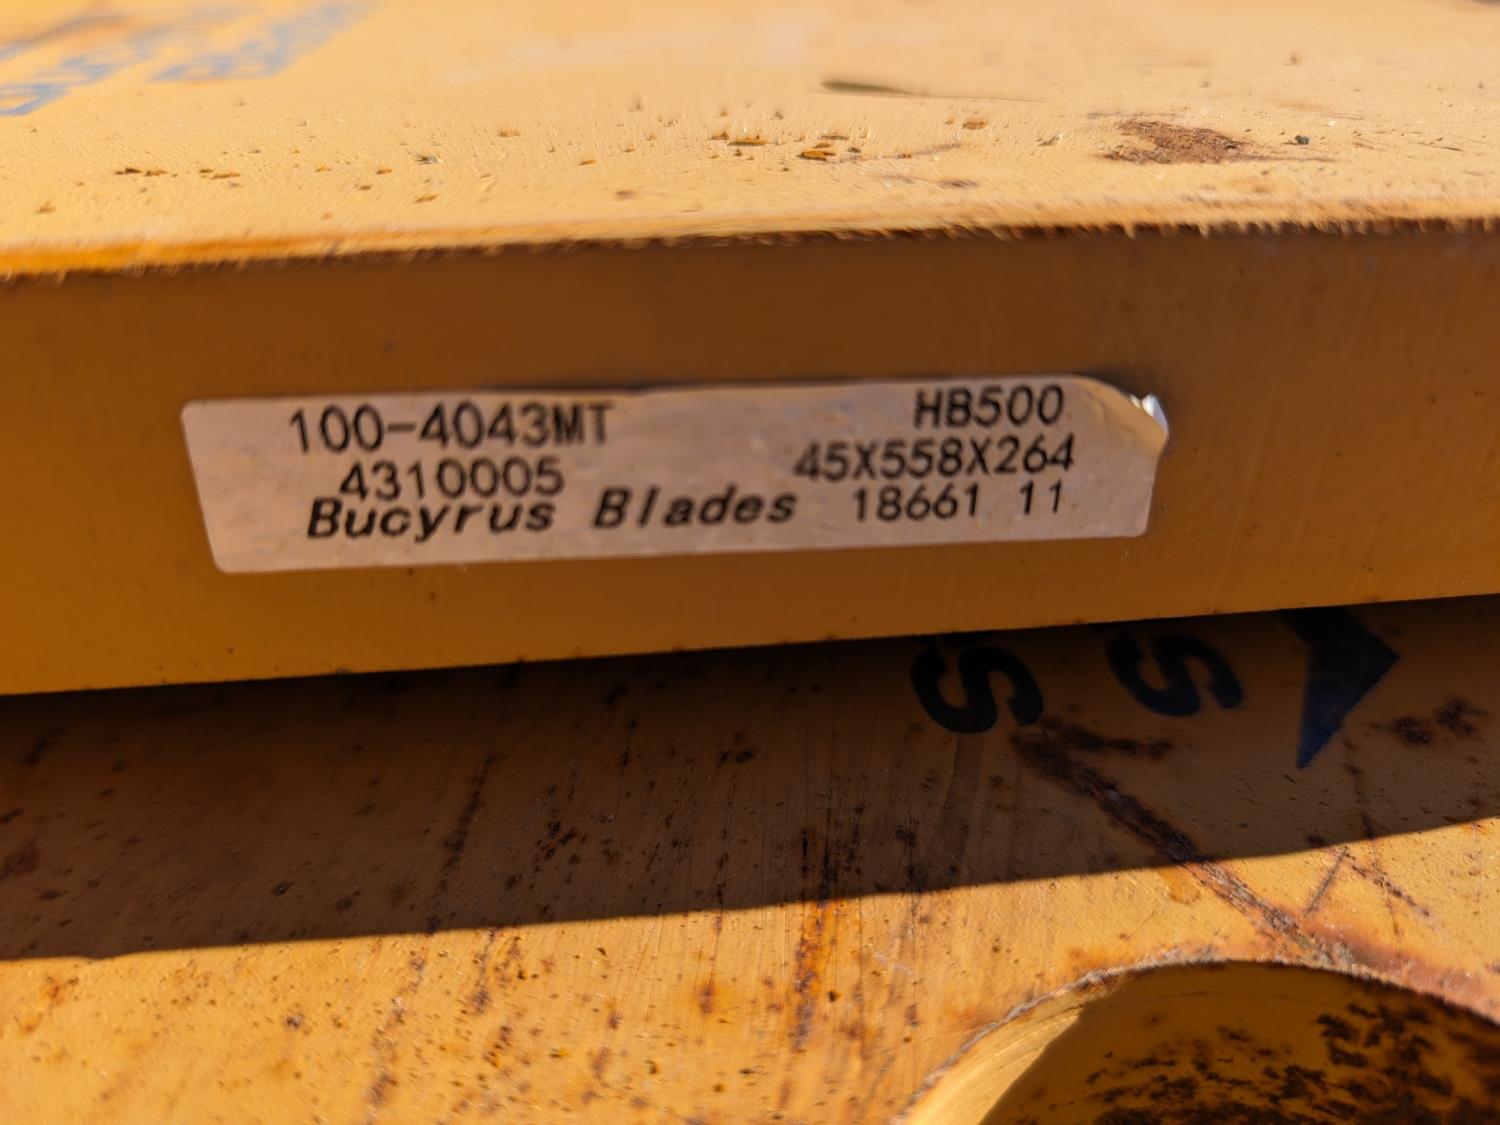 100-4043MT HB500
4310005 45X558X264
Bucyrus Blades 18661 11
S
S